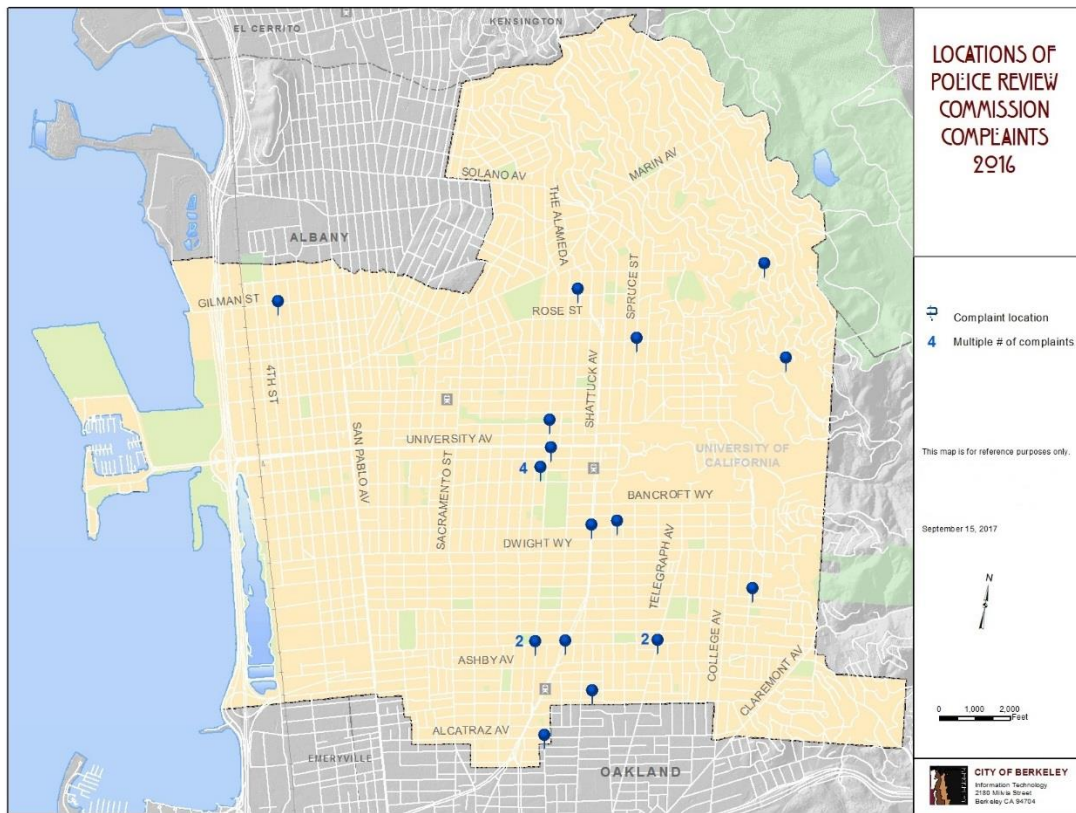 EL CERRITO
KENSINGTON
SOLANO AV
MARIN AV
THE ALAMEDA
ALBANY
GILMAN ST
ROSE ST
SPRUCE ST
4TH ST
SHATTUCK AV
SAN PABLO AV
UNIVERSITY AV
SACRAMENTO ST
UNIVERSITY OF
CALIFORNIA
4
BANCROFT WY
DWIGHT WY
TELEGRAPH AV
COLLEGE AV
2
2
ASHBY AV
CLAREMONT AV
ALCATRAZ AV
EMERYVILLE
OAKLAND
LOCATIONS OF
POLICE REVIEW
COMMISSION
COMPLAINTS
2016
Complaint location
4 Multiple # of complaints
This map is for reference purposes only.
September 15, 2017
N
0 1,000 2,000
Feet
CITY OF BERKELEY
Information Technology
2180 Milvia Street
Berkeley CA 94704